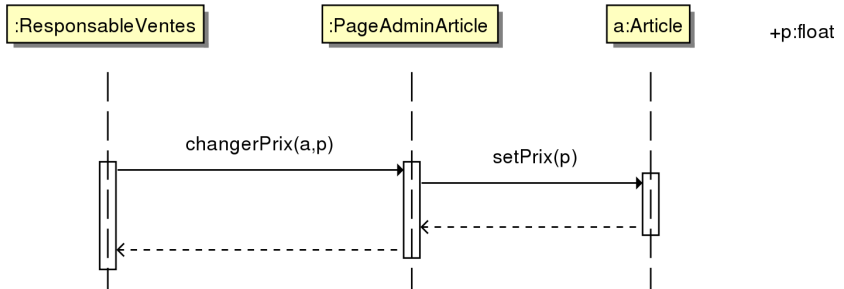 :ResponsableVentes
:PageAdminArticle
a:Article
+p:float
changerPrix(a,p)
setPrix(p)